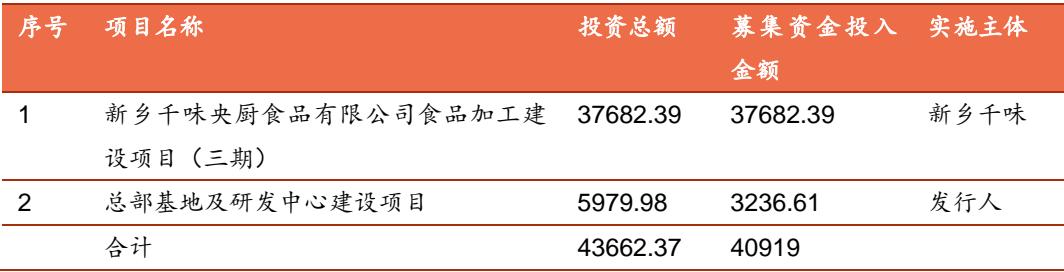 序号 项目名称 投资总额 募集资金投入 实施主体
金额
1 新乡千味央厨食品有限公司食品加工建 37682.39 37682.39 新乡千味
设项目（三期）
2 总部基地及研发中心建设项目 5979.98 3236.61 发行人
合计 43662.37 40919